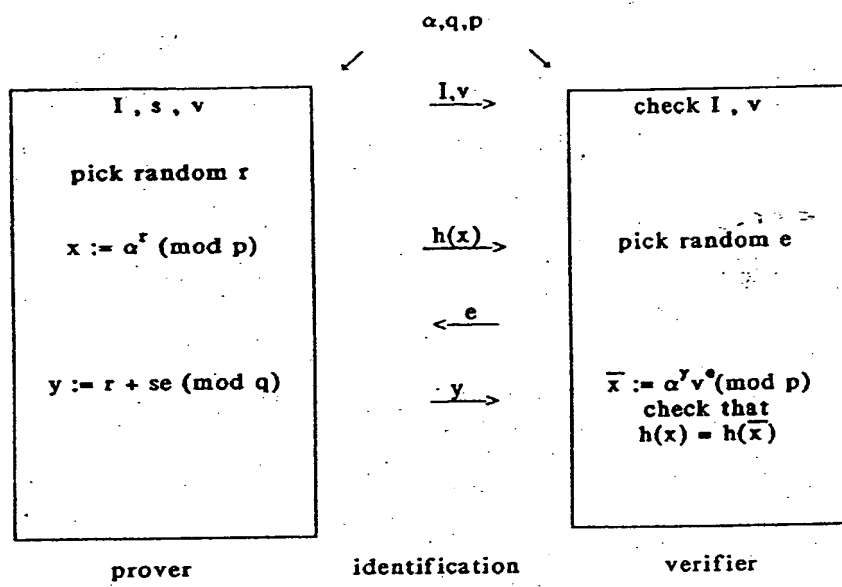 α,q,p
I , s , v
I,v
check I , v
pick random r
x := α^r (mod p)
h(x)
pick random e
e
y := r + se (mod q)
y
x̅ := α^y v^e (mod p)
check that
h(x) = h(x̅)
prover
identification
verifier